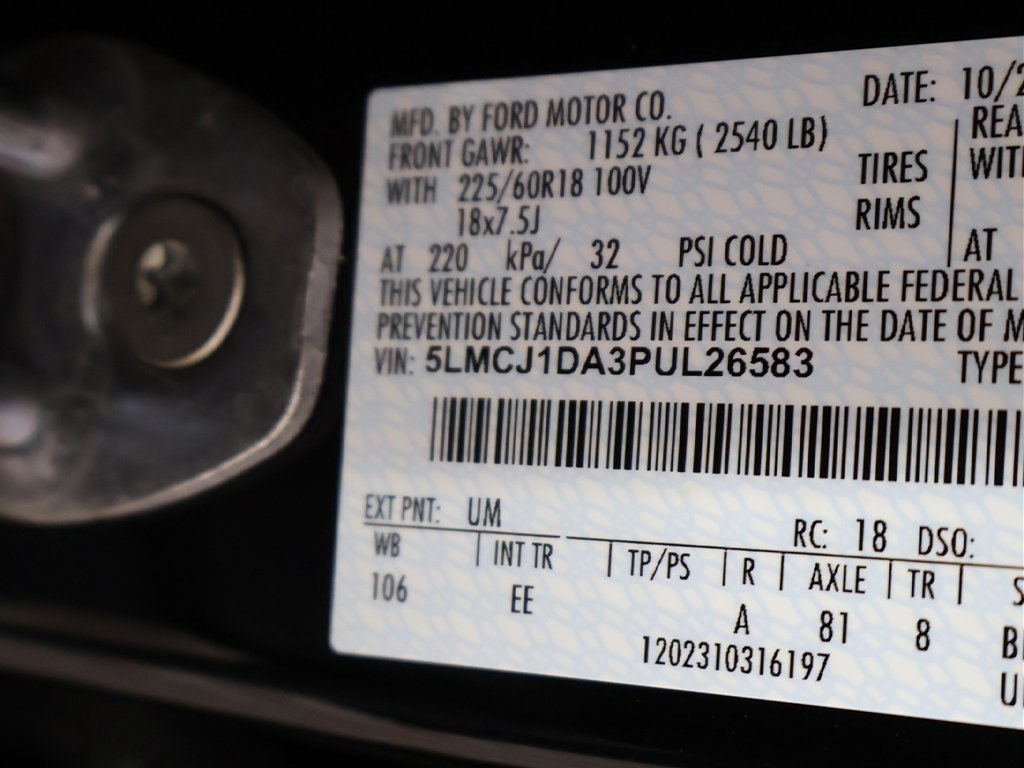 MFD. BY FORD MOTOR CO. DATE: 10/2
FRONT GAWR: 1152 KG ( 2540 LB) REA
WITH 225/60R18 100V TIRES WITH
18x7.5J RIMS
AT 220 kPa/ 32 PSI COLD AT
THIS VEHICLE CONFORMS TO ALL APPLICABLE FEDERAL
PREVENTION STANDARDS IN EFFECT ON THE DATE OF M
VIN: 5LMCJ1DA3PUL26583 TYPE
EXT PNT: UM RC: 18 DSO:
WB INT TR TP/PS R AXLE TR S
106 EE A 81 8 B
1202310316197 U